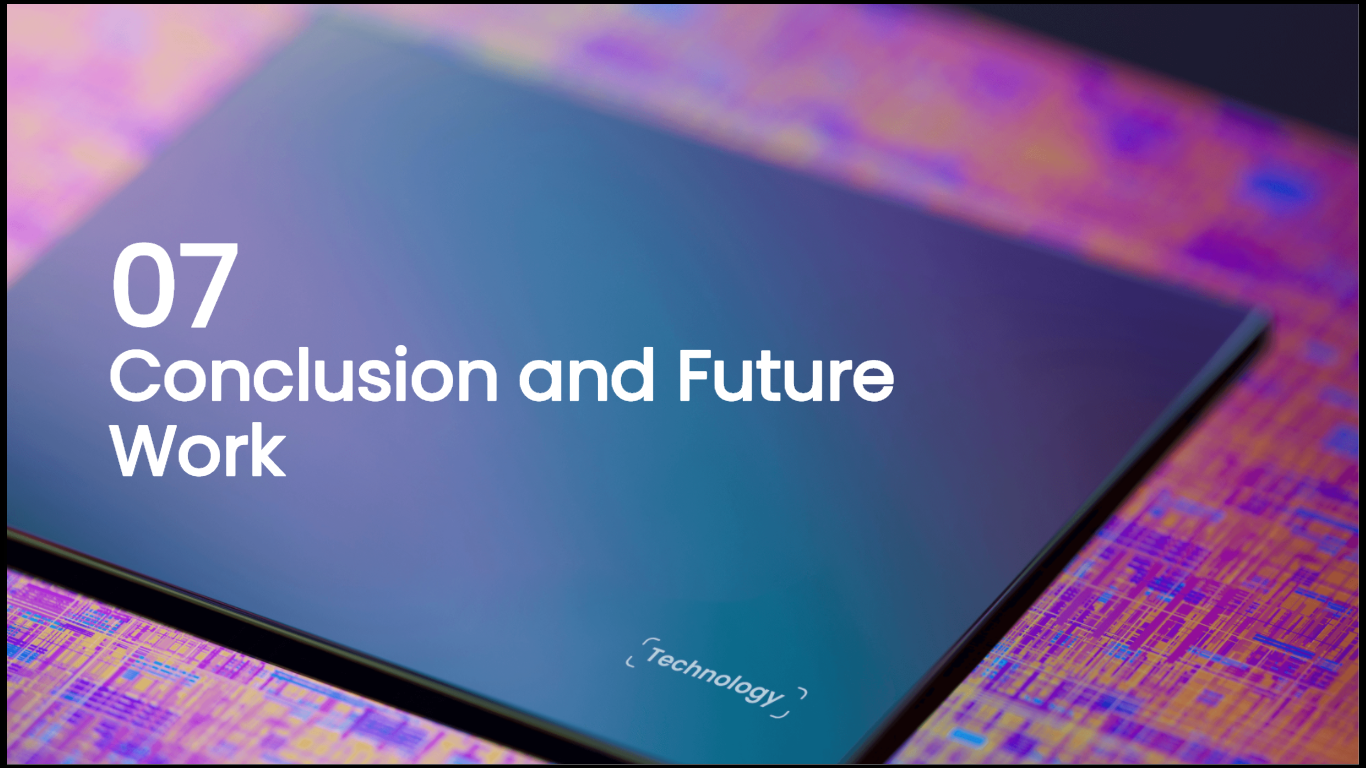 07
Conclusion and Future
Work
Technology